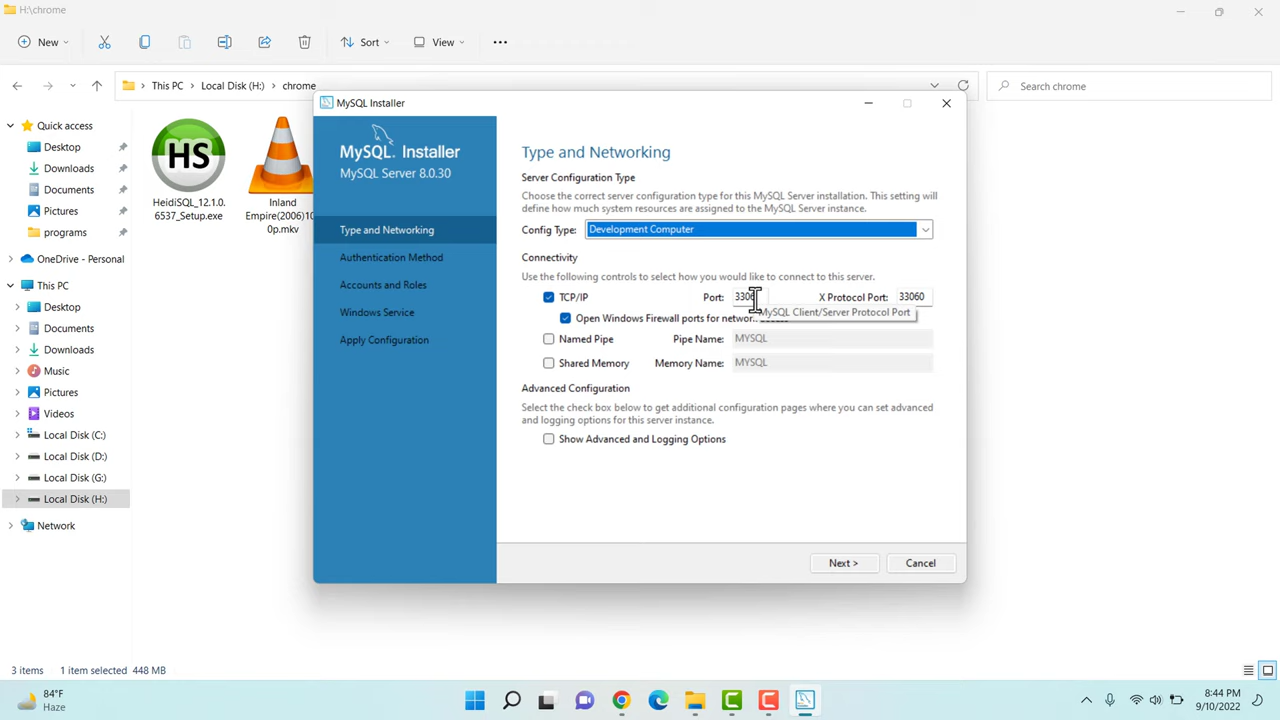 H:\chrome
New
Sort
View
This PC
Local Disk (H:)
chrome
Search chrome
Quick access
Desktop
Downloads
Documents
Pictures
programs
OneDrive - Personal
This PC
Desktop
Documents
Downloads
Music
Pictures
Videos
Local Disk (C:)
Local Disk (D:)
Local Disk (G:)
Local Disk (H:)
Network
HS
HeidiSQL_12.1.0.
6537_Setup.exe
Inland
Empire(2006)10
0p.mkv
MySQL Installer
MySQL. Installer
MySQL Server 8.0.30
Type and Networking
Authentication Method
Accounts and Roles
Windows Service
Apply Configuration
Type and Networking
Server Configuration Type
Choose the correct server configuration type for this MySQL Server installation. This setting will
define how much system resources are assigned to the MySQL Server instance.
Config Type: Development Computer
Connectivity
Use the following controls to select how you would like to connect to this server.
TCP/IP Port: 3306 X Protocol Port: 33060
MySQL Client/Server Protocol Port
Open Windows Firewall ports for networ
Named Pipe Pipe Name: MYSQL
Shared Memory Memory Name: MYSQL
Advanced Configuration
Select the check box below to get additional configuration pages where you can set advanced
and logging options for this server instance.
Show Advanced and Logging Options
Next > Cancel
3 items 1 item selected 448 MB
84°F
Haze
8:44 PM
9/10/2022